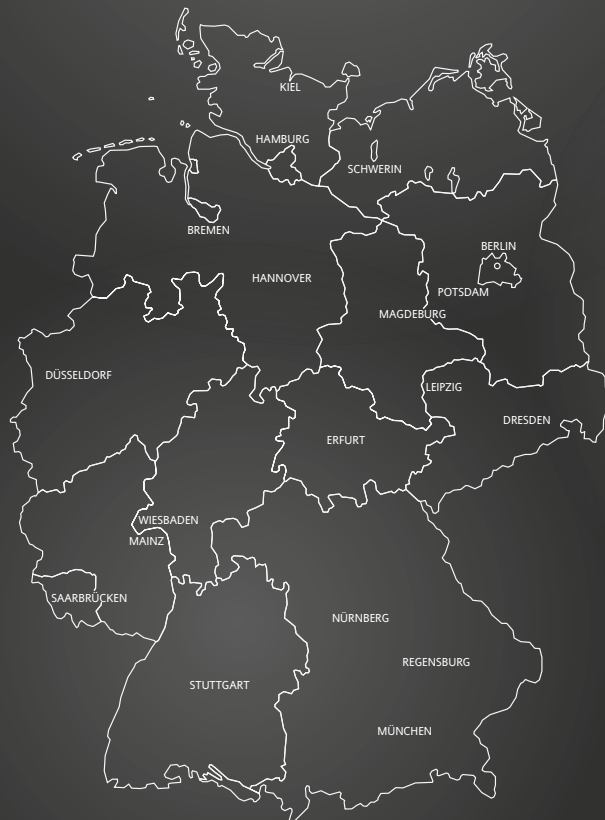 KIEL
HAMBURG
SCHWERIN
BREMEN
BERLIN
HANNOVER
POTSDAM
MAGDEBURG
DÜSSELDORF
LEIPZIG
DRESDEN
ERFURT
WIESBADEN
MAINZ
SAARBRÜCKEN
NÜRNBERG
REGENSBURG
STUTTGART
MÜNCHEN